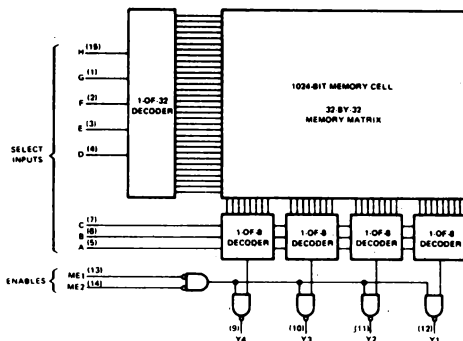 H (15)
G (1)
F (2)
E (3)
D (4)
SELECT INPUTS
1-OF-32 DECODER
1024-BIT MEMORY CELL
32-BY-32 MEMORY MATRIX
C (7)
B (6)
A (5)
1-OF-8 DECODER
1-OF-8 DECODER
1-OF-8 DECODER
1-OF-8 DECODER
ENABLES
ME1 (13)
ME2 (14)
(9) (10) (11) (12)
Y4 Y3 Y2 Y1